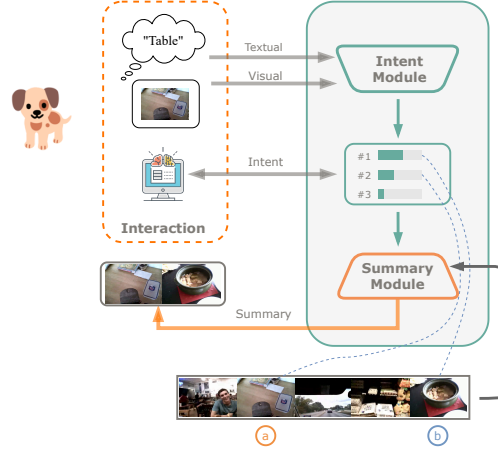 "Table"
Textual
Visual
Intent
Module
Intent
#1
#2
#3
Interaction
Summary
Module
Summary
a
b